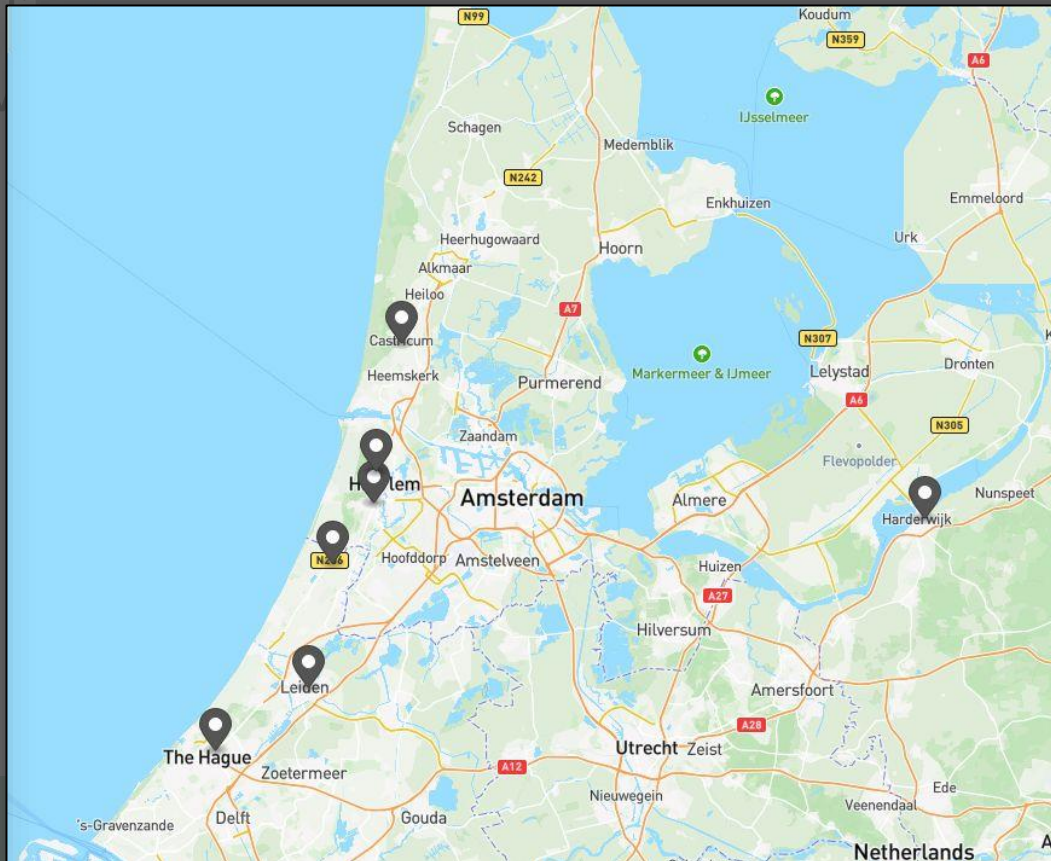 N99
Koudum
N359
A6
IJsselmeer
Schagen
Medemblik
N242
Enkhuizen
Emmeloord
Urk
Heerhugowaard
Hoorn
Alkmaar
Heiloo
A7
Castricum
N307
Heemskerk
Purmerend
Markermeer & IJmeer
Lelystad
Dronten
A6
N305
Zaandam
Flevopolder
Amsterdam
Almere
Nunspeet
Harderwijk
Hoofddorp
Amstelveen
Huizen
A27
Hilversum
Leiden
Amersfoort
A28
The Hague
Utrecht
Zeist
Zoetermeer
A12
Nieuwegein
Ede
Veenendaal
's-Gravenzande
Delft
Gouda
Netherlands